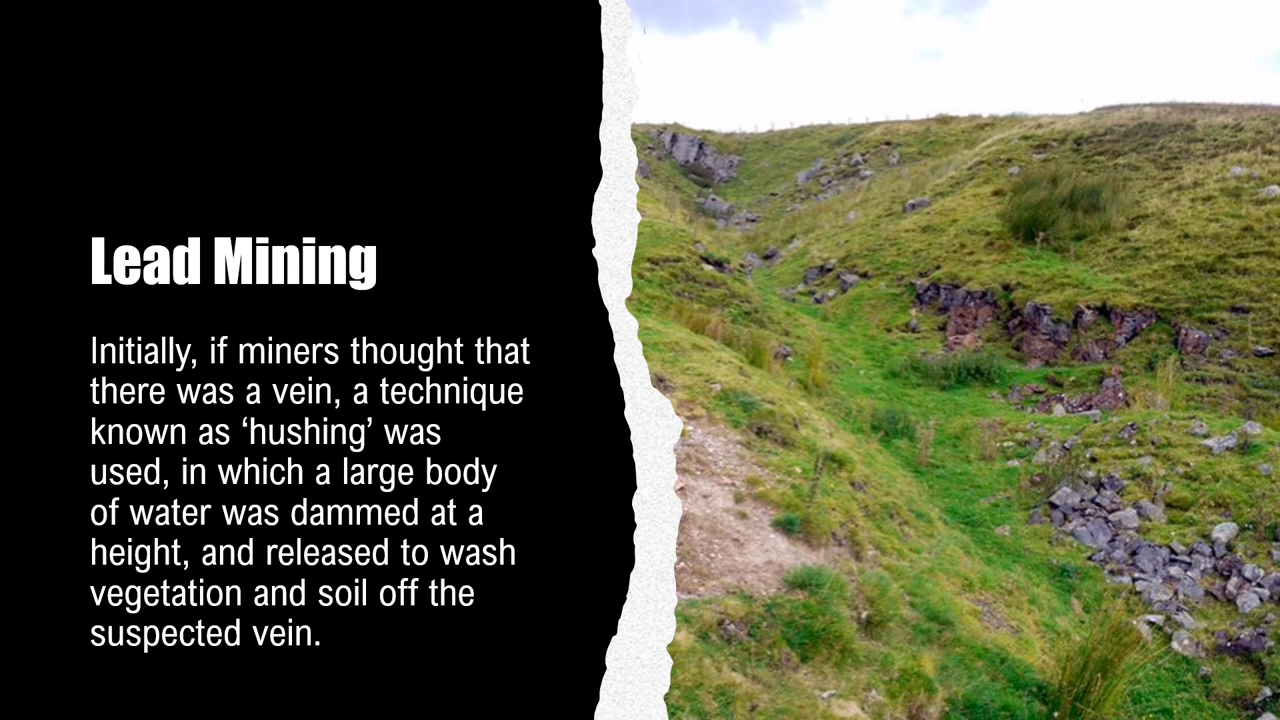 Lead Mining
Initially, if miners thought that
there was a vein, a technique
known as ‘hushing’ was
used, in which a large body
of water was dammed at a
height, and released to wash
vegetation and soil off the
suspected vein.